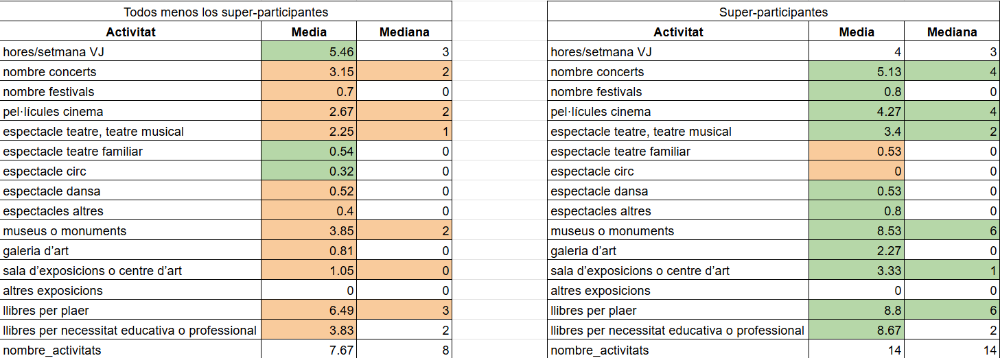 Todos menos los super-participantes Super-participantes
Activitat Media Mediana Activitat Media Mediana
hores/setmana VJ 5.46 3 hores/setmana VJ 4 3
nombre concerts 3.15 2 nombre concerts 5.13 4
nombre festivals 0.7 0 nombre festivals 0.8 0
pel·lícules cinema 2.67 2 pel·lícules cinema 4.27 4
espectacle teatre, teatre musical 2.25 1 espectacle teatre, teatre musical 3.4 2
espectacle teatre familiar 0.54 0 espectacle teatre familiar 0.53 0
espectacle circ 0.32 0 espectacle circ 0 0
espectacle dansa 0.52 0 espectacle dansa 0.53 0
espectacles altres 0.4 0 espectacles altres 0.8 0
museus o monuments 3.85 2 museus o monuments 8.53 6
galeria d’art 0.81 0 galeria d’art 2.27 0
sala d’exposicions o centre d’art 1.05 0 sala d’exposicions o centre d’art 3.33 1
altres exposicions 0 0 altres exposicions 0 0
llibres per plaer 6.49 3 llibres per plaer 8.8 6
llibres per necessitat educativa o professional 3.83 2 llibres per necessitat educativa o professional 8.67 2
nombre_activitats 7.67 8 nombre_activitats 14 14